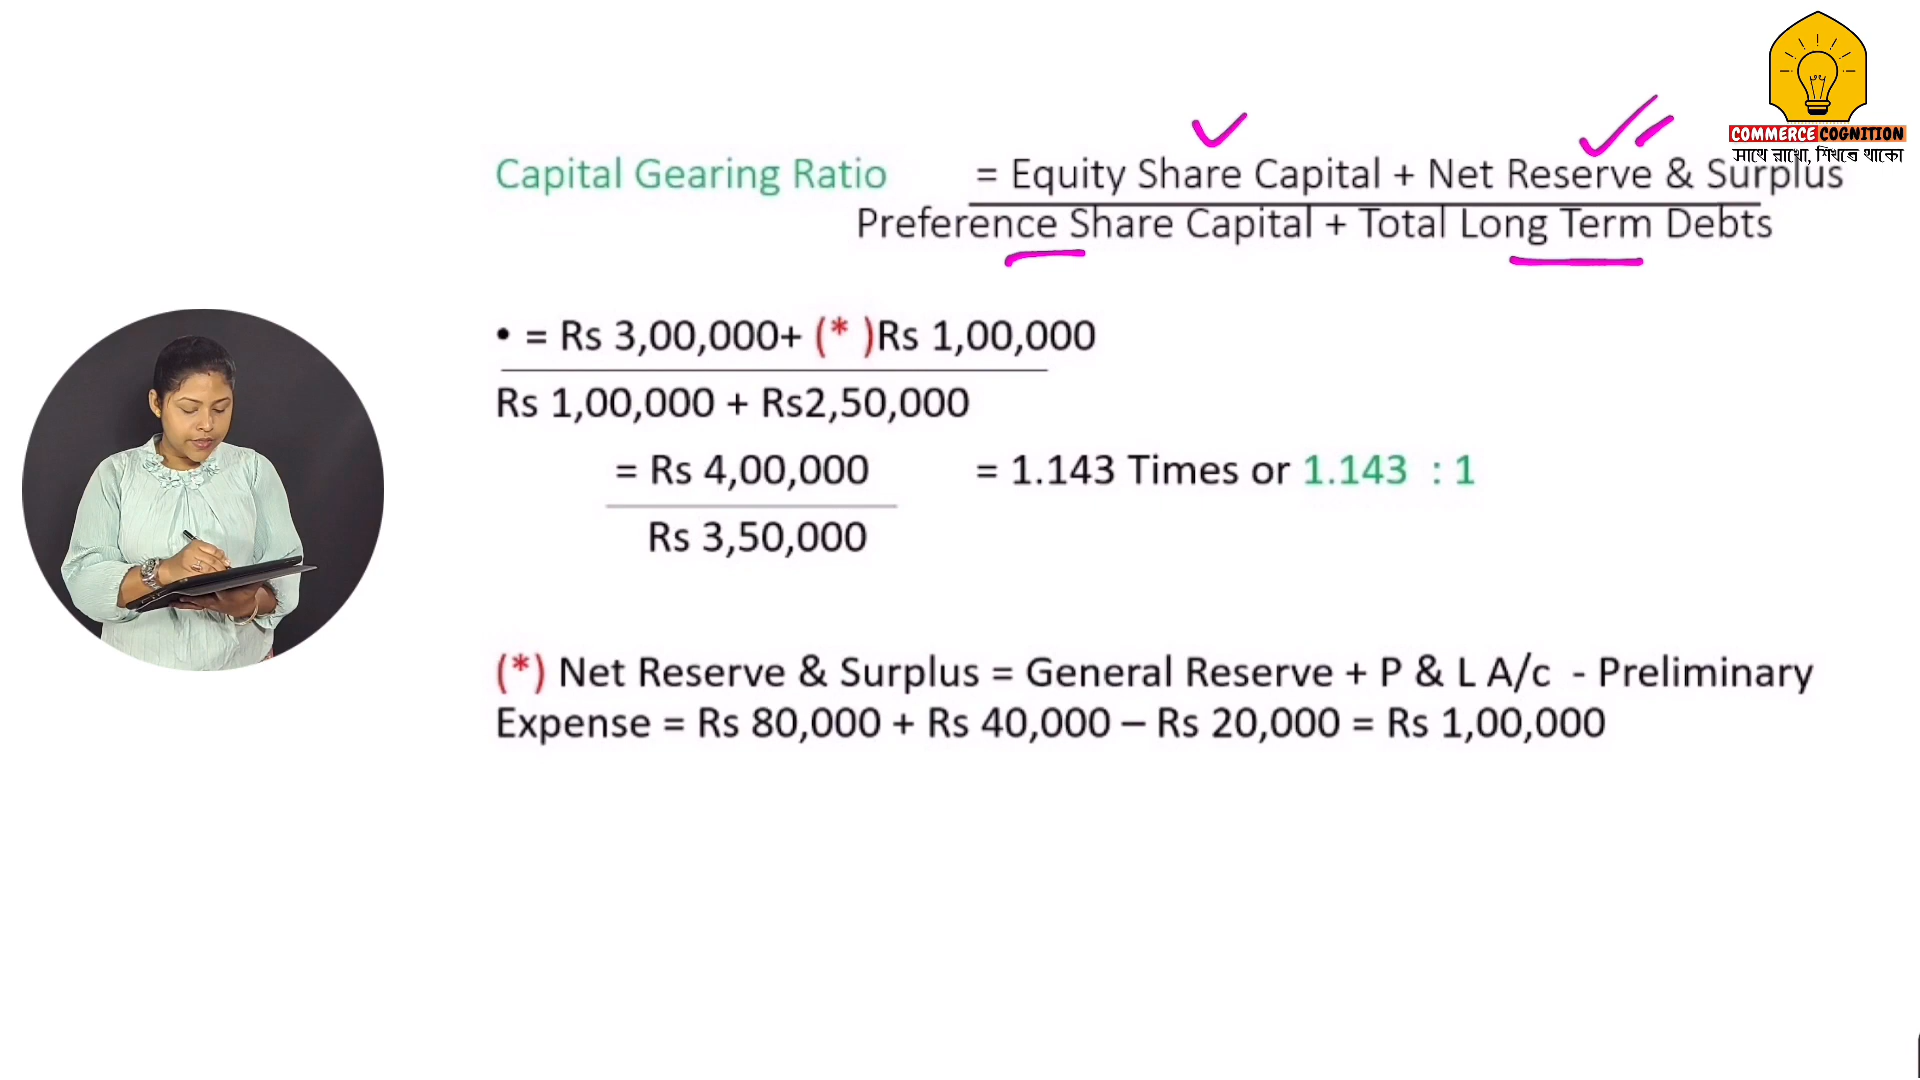 COMMERCE COGNITION
সাথে রাখো, শিখতে থাকো
Capital Gearing Ratio = Equity Share Capital + Net Reserve & Surplus
Preference Share Capital + Total Long Term Debts
• = Rs 3,00,000+ (* )Rs 1,00,000
Rs 1,00,000 + Rs2,50,000
= Rs 4,00,000 = 1.143 Times or 1.143 : 1
Rs 3,50,000
(*) Net Reserve & Surplus = General Reserve + P & L A/c - Preliminary
Expense = Rs 80,000 + Rs 40,000 – Rs 20,000 = Rs 1,00,000